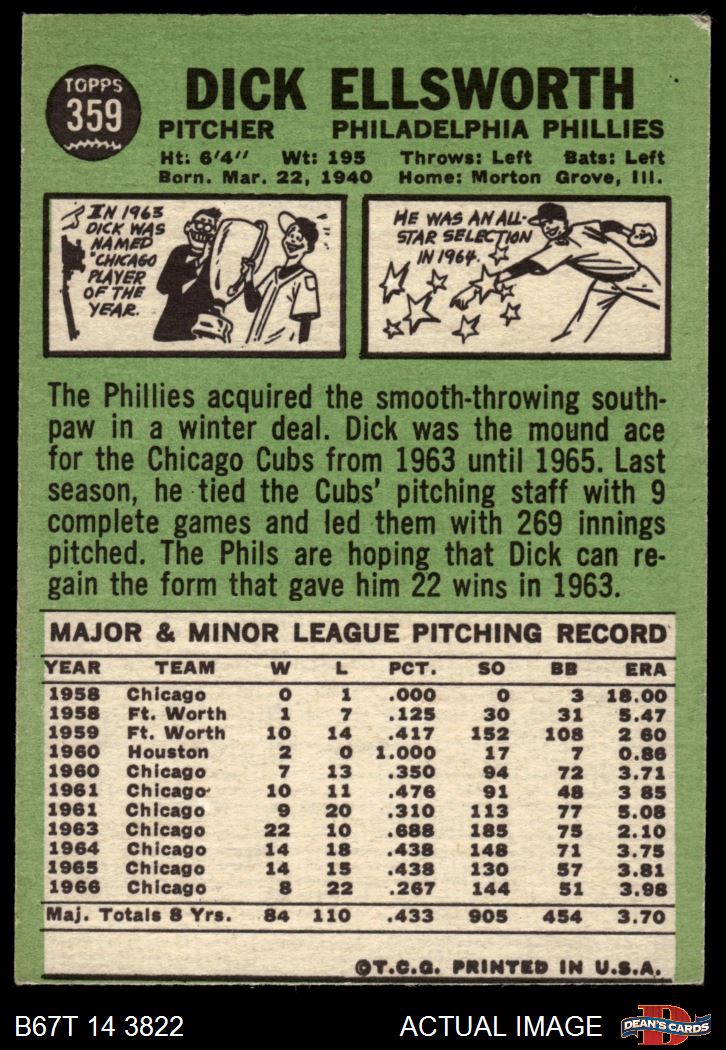 TOPPS
359
DICK ELLSWORTH
PITCHER PHILADELPHIA PHILLIES
Ht: 6'4" Wt: 195 Throws: Left Bats: Left
Born. Mar. 22, 1940 Home: Morton Grove, Ill.
IN 1963
DICK WAS
NAMED
"CHICAGO
PLAYER
OF THE
YEAR.
HE WAS AN ALL-
STAR SELECTION
IN 1964.
The Phillies acquired the smooth-throwing south-
paw in a winter deal. Dick was the mound ace
for the Chicago Cubs from 1963 until 1965. Last
season, he tied the Cubs' pitching staff with 9
complete games and led them with 269 innings
pitched. The Phils are hoping that Dick can re-
gain the form that gave him 22 wins in 1963.
MAJOR & MINOR LEAGUE PITCHING RECORD
YEAR TEAM W L PCT. SO BB ERA
1958 Chicago 0 1 .000 0 3 18.00
1958 Ft. Worth 1 7 .125 30 31 5.47
1959 Ft. Worth 10 14 .417 152 108 2 60
1960 Houston 2 0 1.000 17 7 0.86
1960 Chicago 7 13 .350 94 72 3.71
1961 Chicago 10 11 .476 91 48 3 85
1961 Chicago 9 20 .310 113 77 5.08
1963 Chicago 22 10 .688 185 75 2.10
1964 Chicago 14 18 .438 148 71 3.75
1965 Chicago 14 15 .438 130 57 3.81
1966 Chicago 8 22 .267 144 51 3.98
Maj. Totals 8 Yrs. 84 110 .433 905 454 3.70
©T.C.G. PRINTED IN U.S.A.
B67T 14 3822 ACTUAL IMAGE
D
DEAN'S CARDS